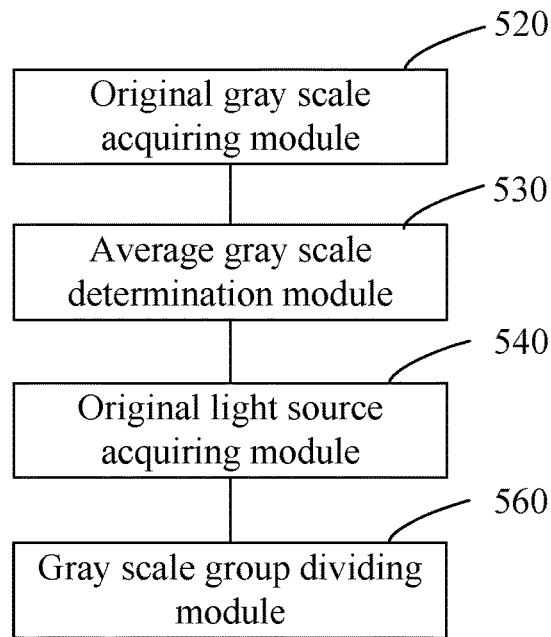 520
Original gray scale
acquiring module
530
Average gray scale
determination module
540
Original light source
acquiring module
560
Gray scale group dividing
module